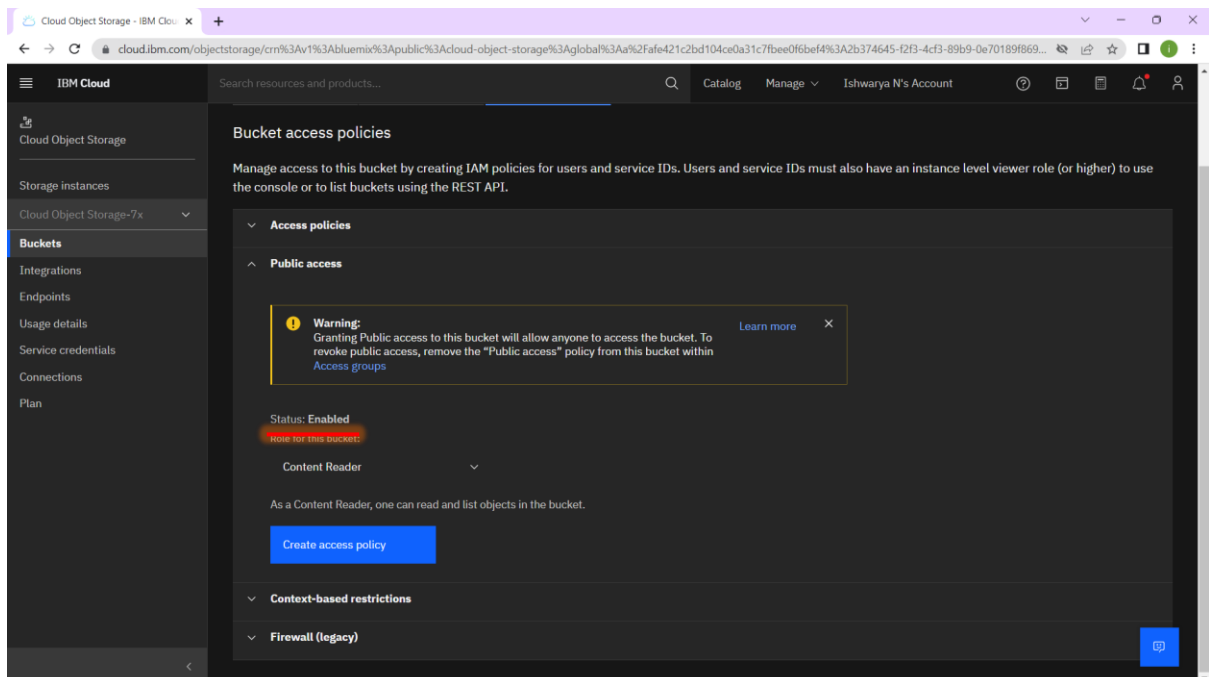 Cloud Object Storage - IBM Clou
cloud.ibm.com/objectstorage/crn%3Av1%3Abluemix%3Apublic%3Acloud-object-storage%3Aglobal%3Aa%2Fafe421c2bd104ce0a31c7fbee0f6bef4%3A2b374645-f2f3-4cf3-89b9-0e70189f869...
IBM Cloud
Search resources and products...
Catalog
Manage
Ishwarya N's Account
Cloud Object Storage
Storage instances
Cloud Object Storage-7x
Buckets
Integrations
Endpoints
Usage details
Service credentials
Connections
Plan
Bucket access policies
Manage access to this bucket by creating IAM policies for users and service IDs. Users and service IDs must also have an instance level viewer role (or higher) to use
the console or to list buckets using the REST API.
Access policies
Public access
Warning:
Granting Public access to this bucket will allow anyone to access the bucket. To
revoke public access, remove the “Public access” policy from this bucket within
Access groups
Learn more
Status: Enabled
Role for this bucket:
Content Reader
As a Content Reader, one can read and list objects in the bucket.
Create access policy
Context-based restrictions
Firewall (legacy)